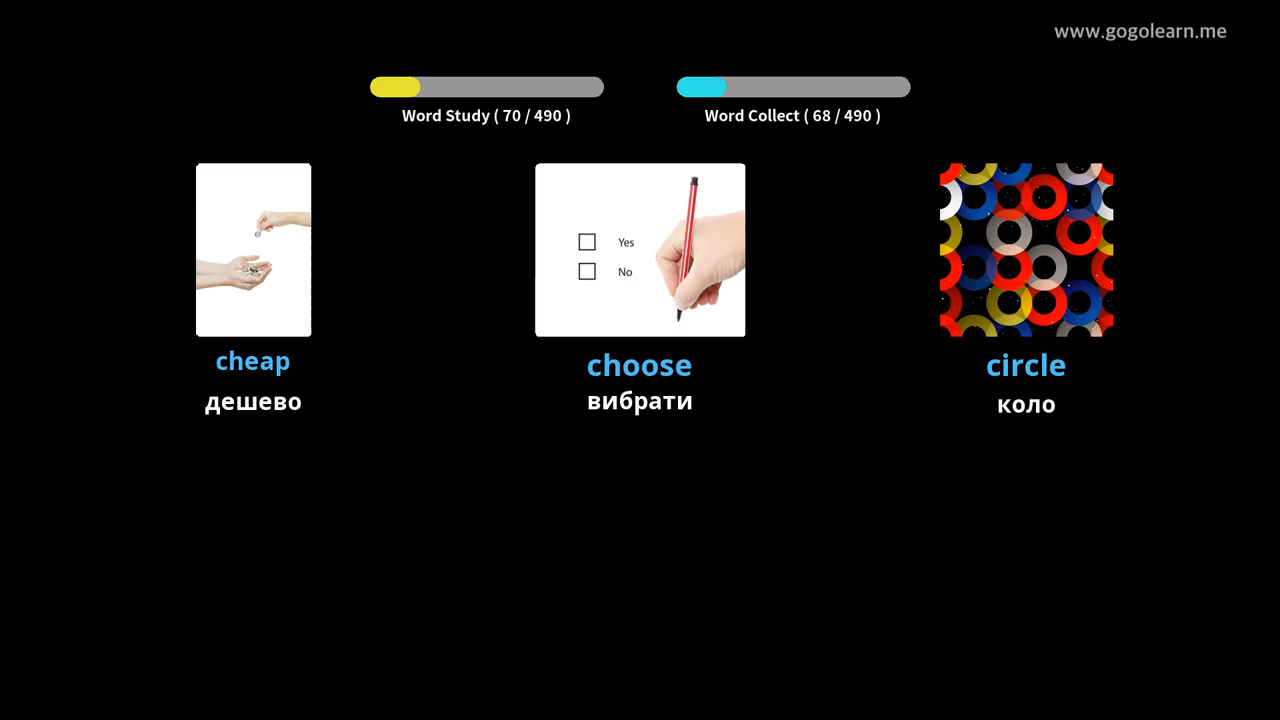 www.gogolearn.me
Word Study ( 70 / 490 )
Word Collect ( 68 / 490 )
Yes
No
cheap
choose
circle
дешево
вибрати
коло